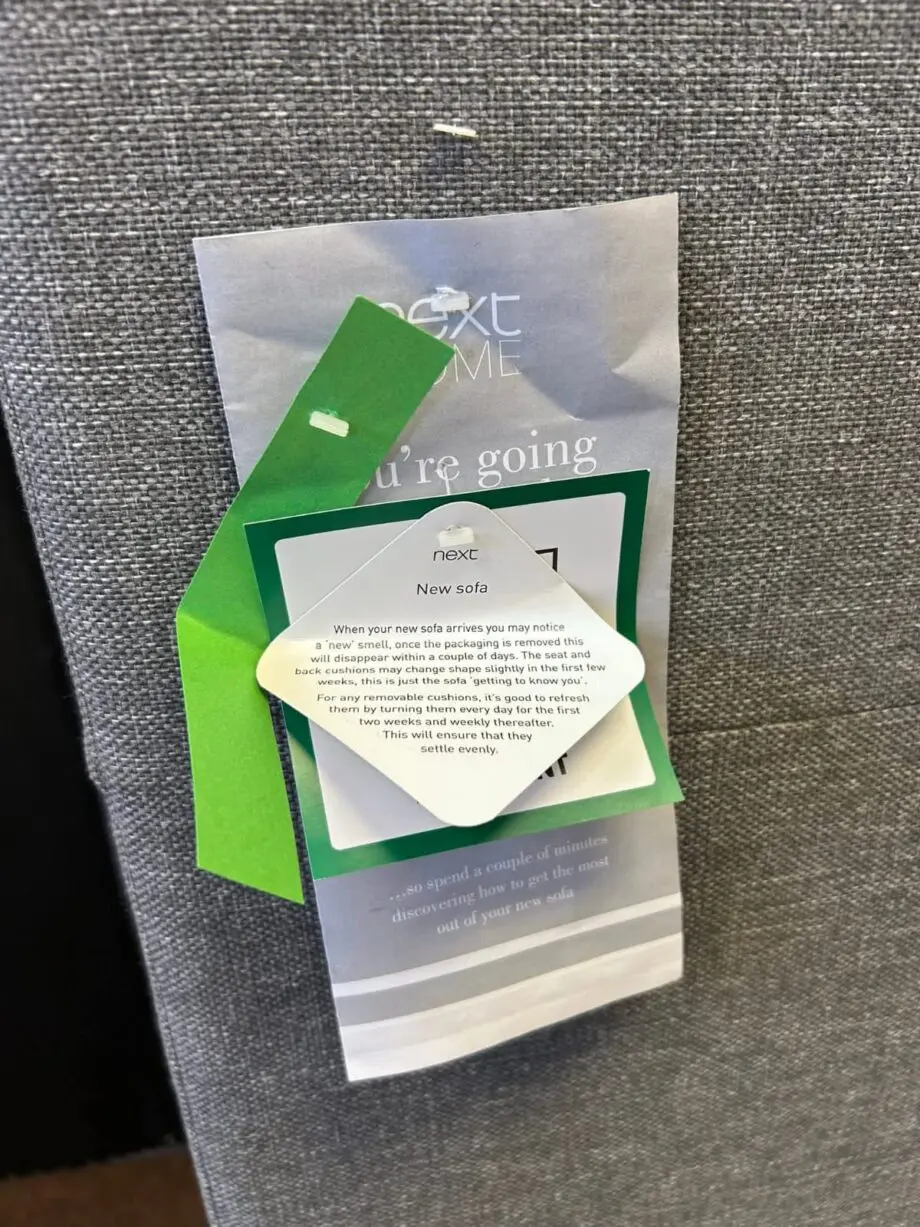 next
u're going
next
New sofa
When your new sofa arrives you may notice
a 'new' smell, once the packaging is removed this
will disappear within a couple of days. The seat and
back cushions may change shape slightly in the first few
weeks, this is just the sofa 'getting to know you'.
For any removable cushions, it's good to refresh
them by turning them every day for the first
two weeks and weekly thereafter.
This will ensure that they
settle evenly.
...so spend a couple of minutes
discovering how to get the most
out of your new sofa